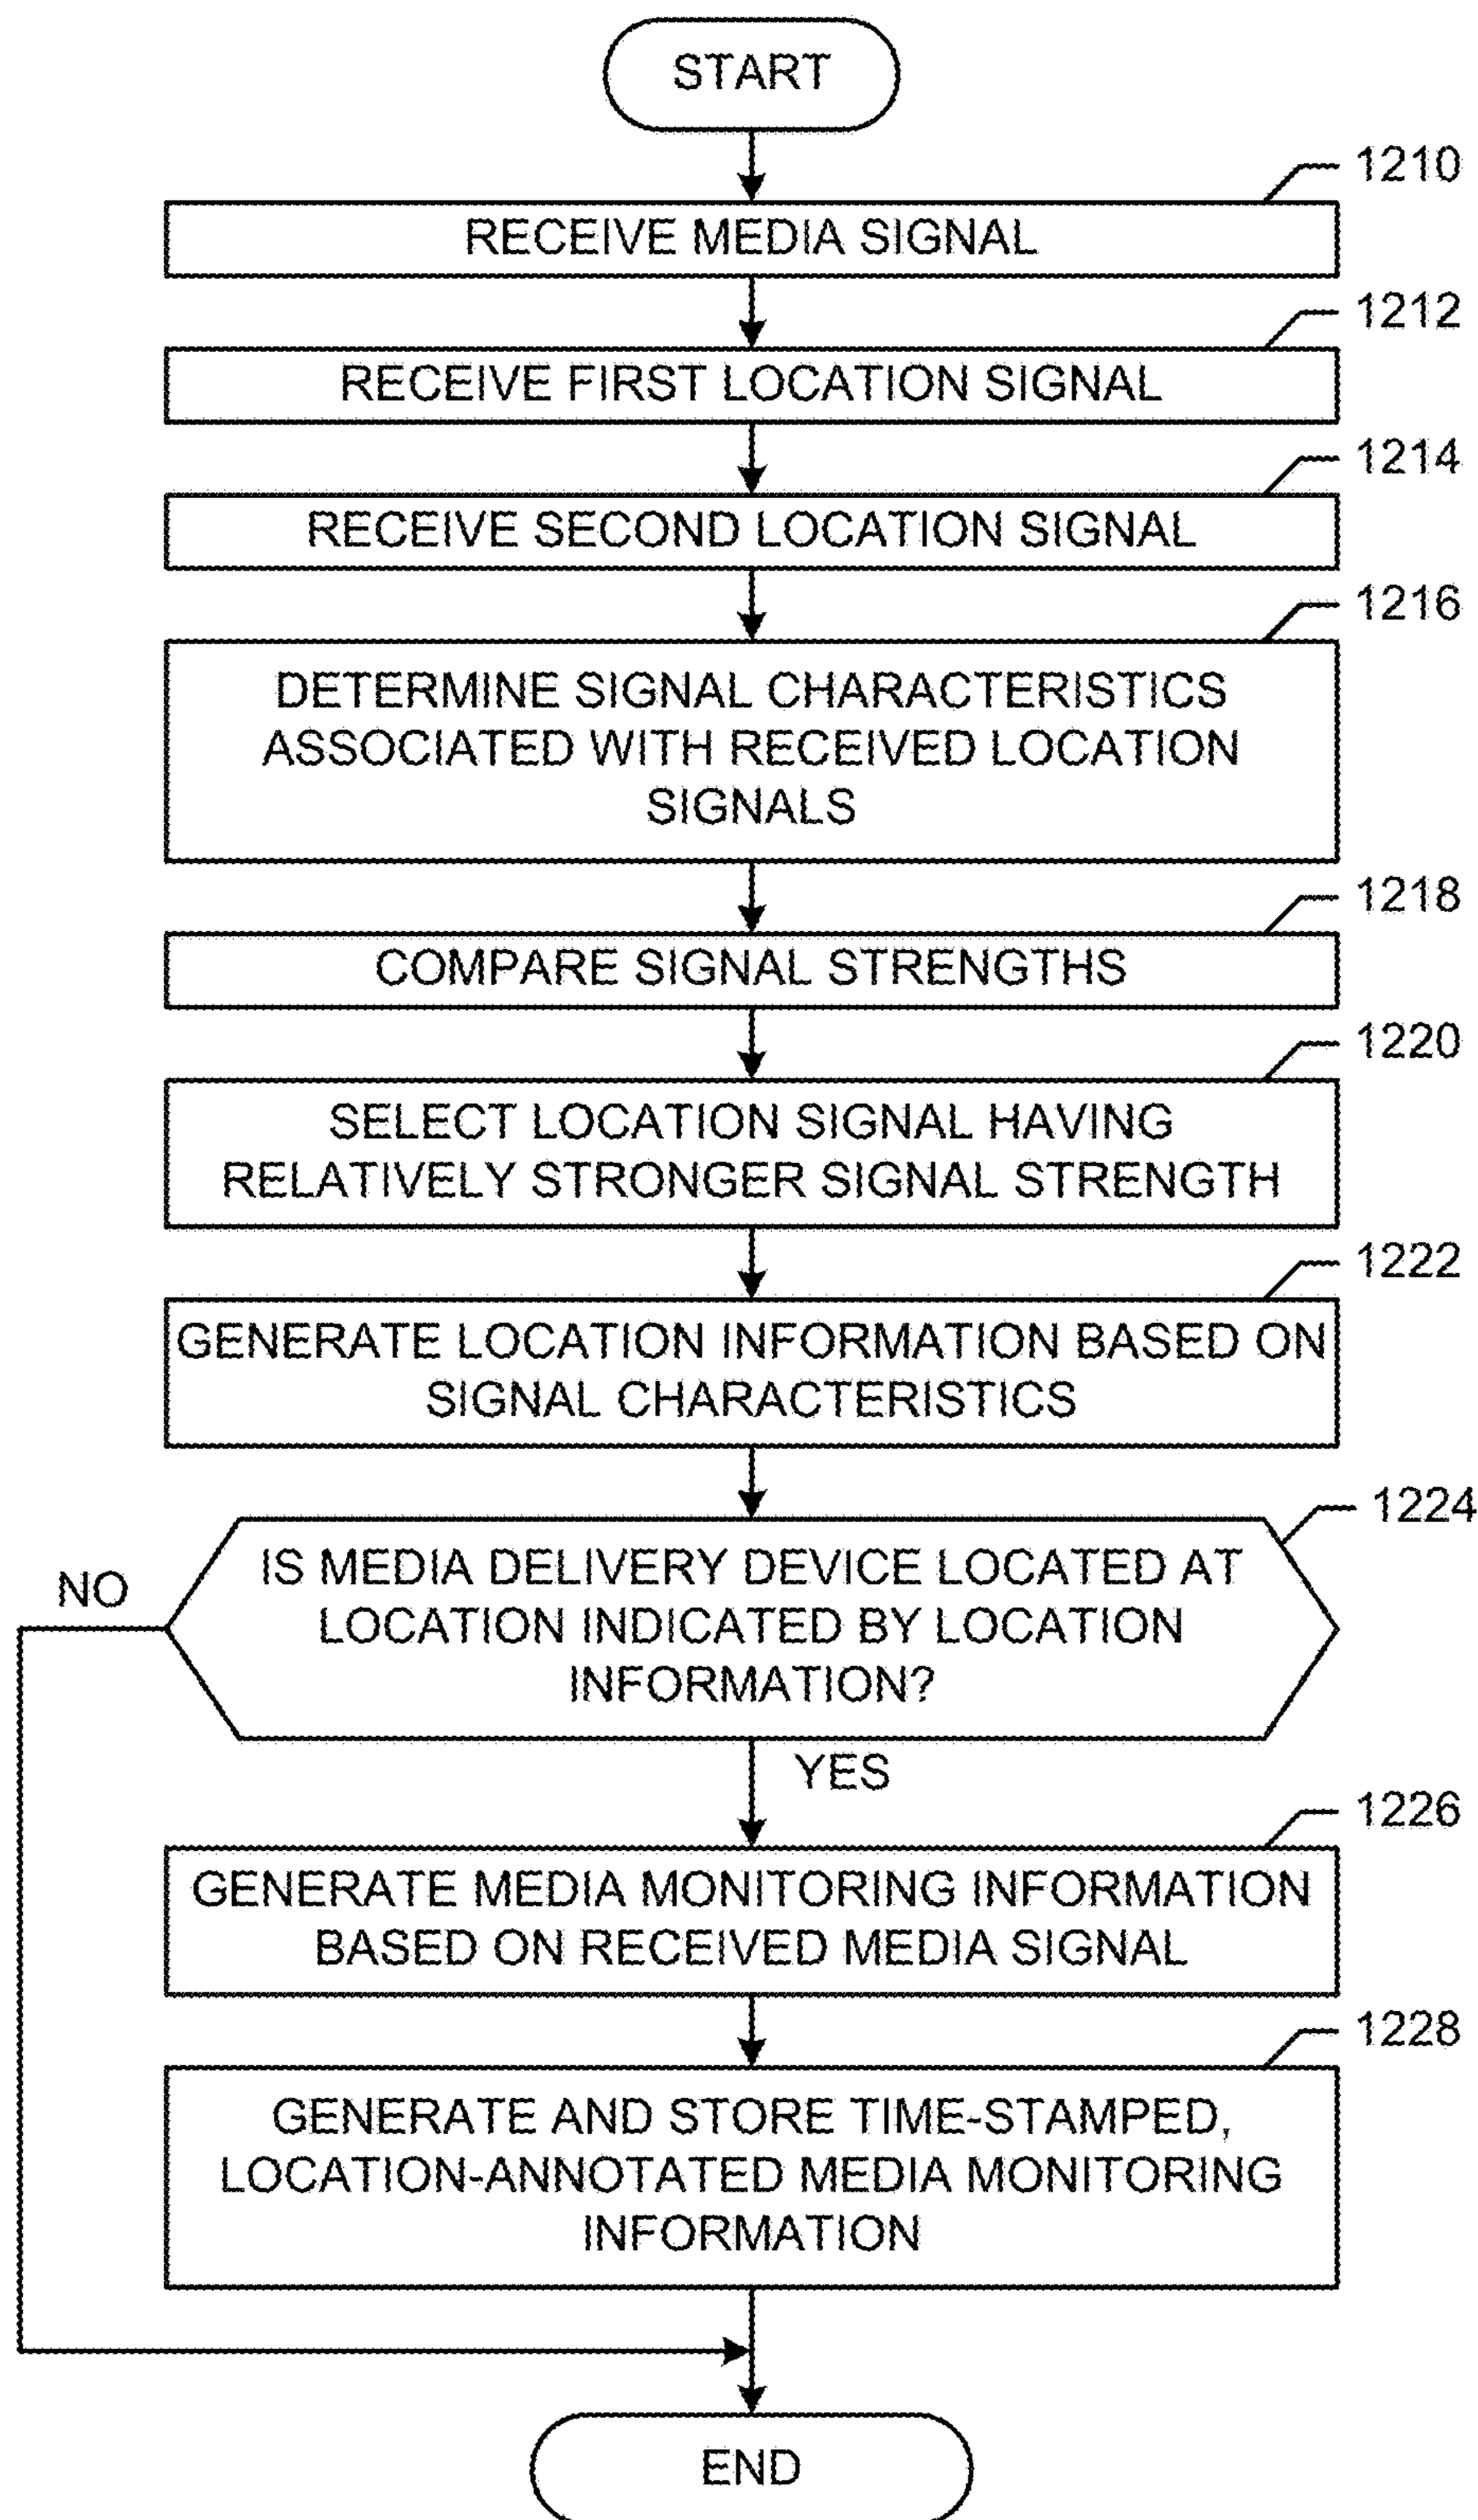 START
1210
RECEIVE MEDIA SIGNAL
1212
RECEIVE FIRST LOCATION SIGNAL
1214
RECEIVE SECOND LOCATION SIGNAL
1216
DETERMINE SIGNAL CHARACTERISTICS
ASSOCIATED WITH RECEIVED LOCATION
SIGNALS
1218
COMPARE SIGNAL STRENGTHS
1220
SELECT LOCATION SIGNAL HAVING
RELATIVELY STRONGER SIGNAL STRENGTH
1222
GENERATE LOCATION INFORMATION BASED ON
SIGNAL CHARACTERISTICS
1224
IS MEDIA DELIVERY DEVICE LOCATED AT
LOCATION INDICATED BY LOCATION
INFORMATION?
NO
YES
1226
GENERATE MEDIA MONITORING INFORMATION
BASED ON RECEIVED MEDIA SIGNAL
1228
GENERATE AND STORE TIME-STAMPED,
LOCATION-ANNOTATED MEDIA MONITORING
INFORMATION
END